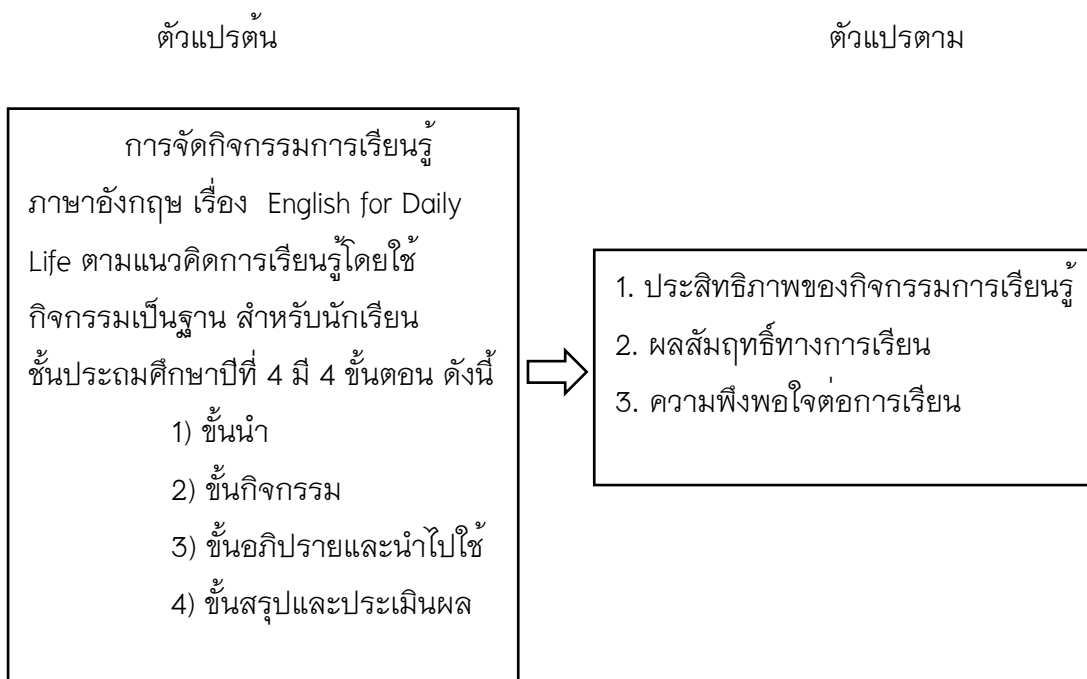 ตัวแปรต้น
ตัวแปรตาม
การจัดกิจกรรมการเรียนรู้
ภาษาอังกฤษ เรื่อง English for Daily
Life ตามแนวคิดการเรียนรู้โดยใช้
กิจกรรมเป็นฐาน สำหรับนักเรียน
ชั้นประถมศึกษาปีที่ 4 มี 4 ขั้นตอน ดังนี้
1) ขั้นนำ
2) ขั้นกิจกรรม
3) ขั้นอภิปรายและนำไปใช้
4) ขั้นสรุปและประเมินผล
1. ประสิทธิภาพของกิจกรรมการเรียนรู้
2. ผลสัมฤทธิ์ทางการเรียน
3. ความพึงพอใจต่อการเรียน